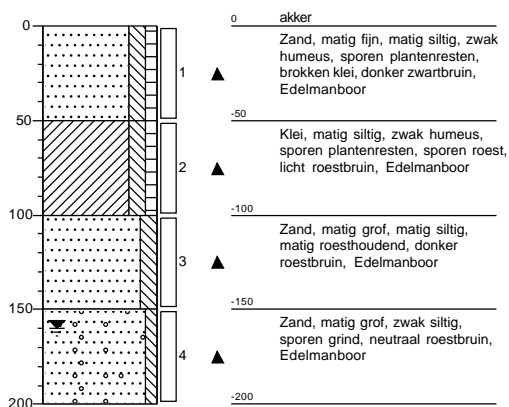 0
50
100
150
200
1
2
3
4
0 akker
Zand, matig fijn, matig siltig, zwak
humeus, sporen plantenresten,
brokken klei, donker zwartbruin,
Edelmanboor
-50
Klei, matig siltig, zwak humeus,
sporen plantenresten, sporen roest,
licht roestbruin, Edelmanboor
-100
Zand, matig grof, matig siltig,
matig roesthoudend, donker
roestbruin, Edelmanboor
-150
Zand, matig grof, zwak siltig,
sporen grind, neutraal roestbruin,
Edelmanboor
-200